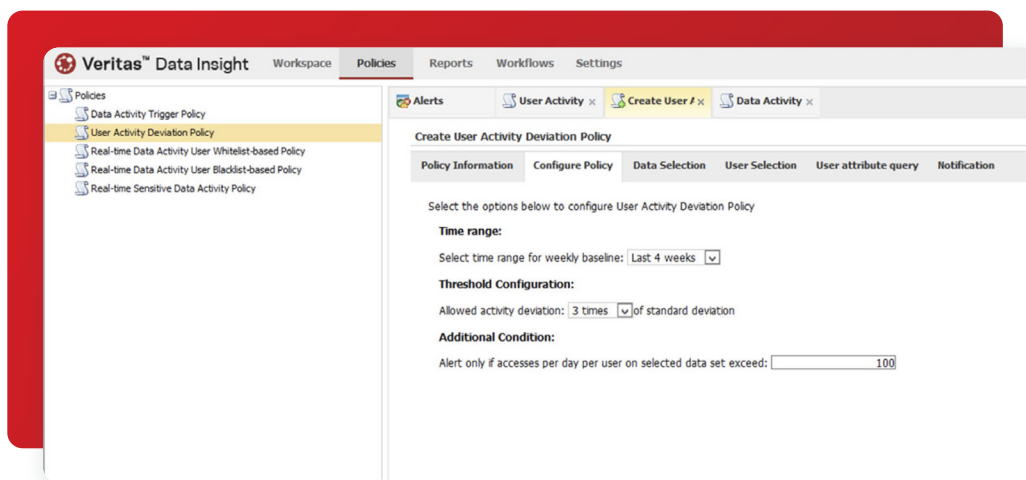 Veritas™ Data Insight Workspace Policies Reports Workflows Settings
Policies
Data Activity Trigger Policy
User Activity Deviation Policy
Real-time Data Activity User Whitelist-based Policy
Real-time Data Activity User Blacklist-based Policy
Real-time Sensitive Data Activity Policy
Alerts User Activity × Create User A × Data Activity ×
Create User Activity Deviation Policy
Policy Information Configure Policy Data Selection User Selection User attribute query Notification
Select the options below to configure User Activity Deviation Policy
Time range:
Select time range for weekly baseline: Last 4 weeks
Threshold Configuration:
Allowed activity deviation: 3 times of standard deviation
Additional Condition:
Alert only if accesses per day per user on selected data set exceed: 100